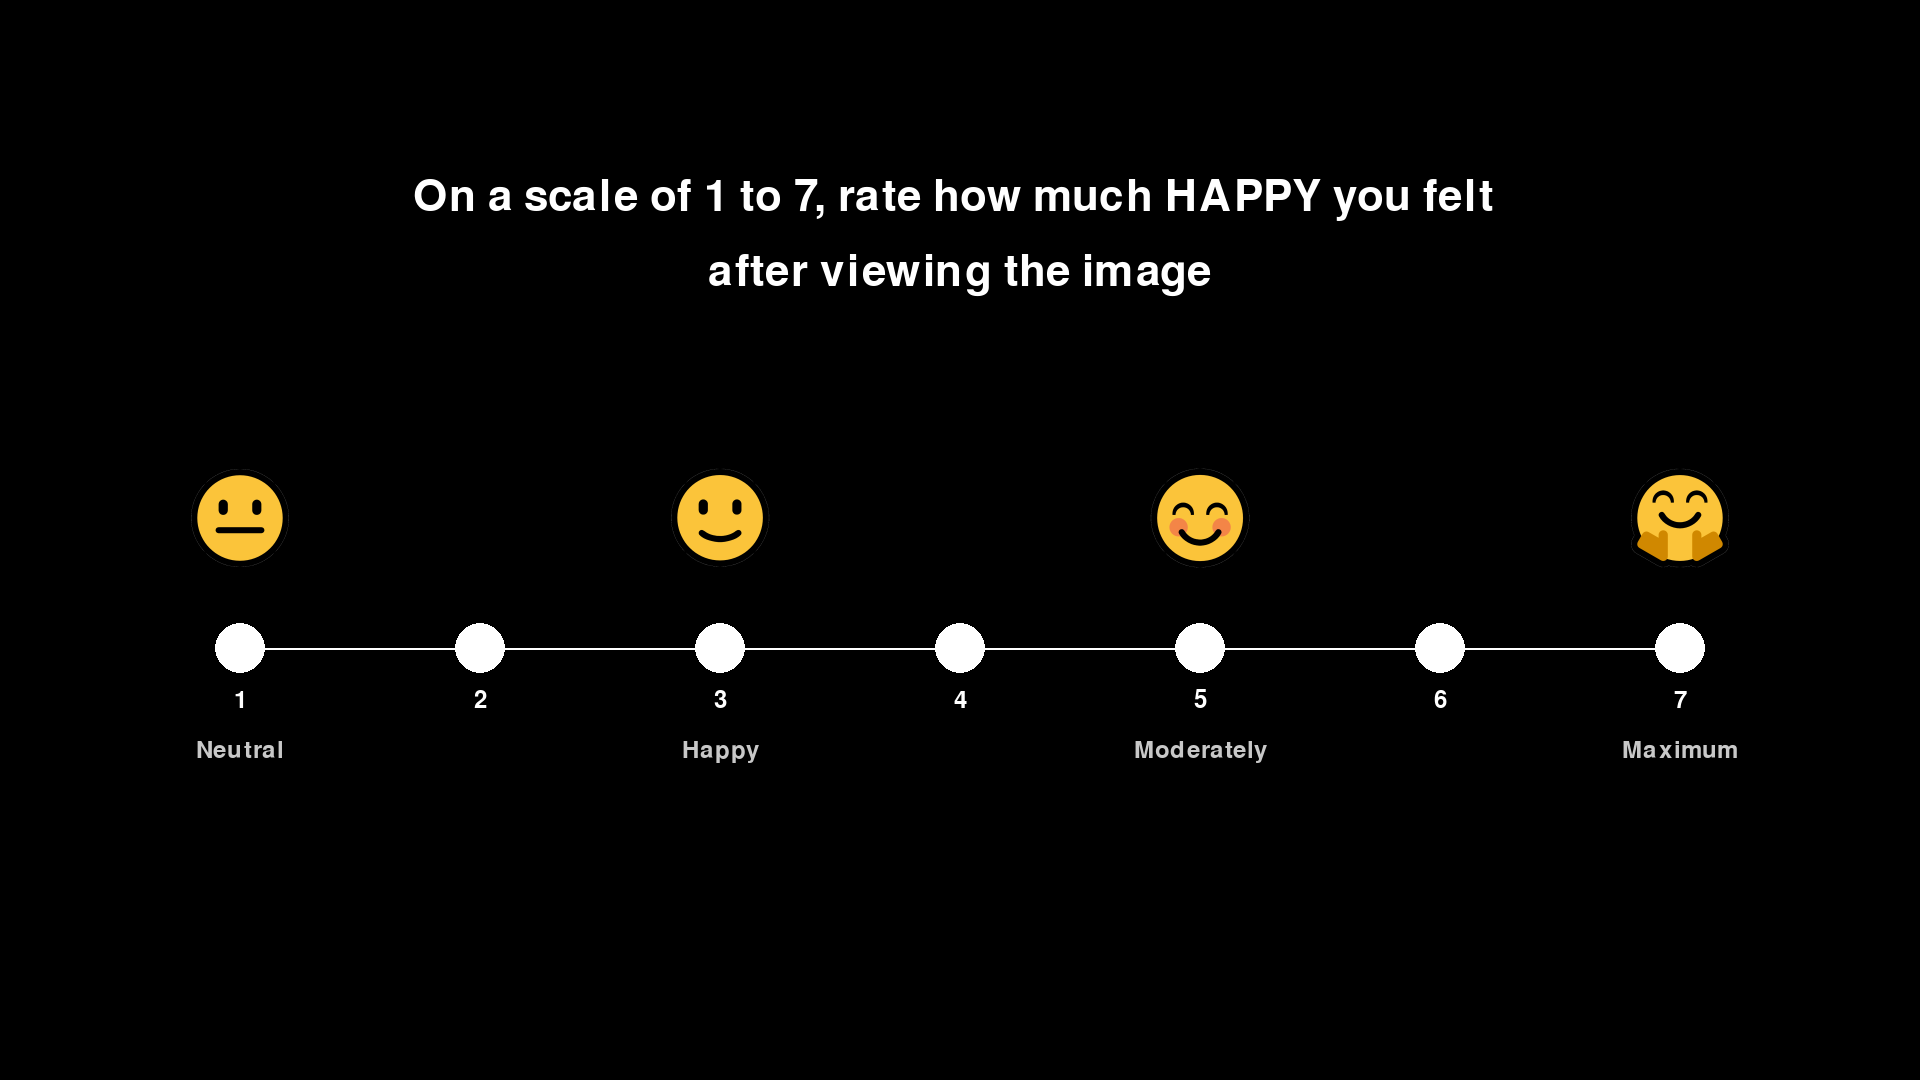 On a scale of 1 to 7, rate how much HAPPY you felt
after viewing the image
1 2 3 4 5 6 7
Neutral Happy Moderately Maximum